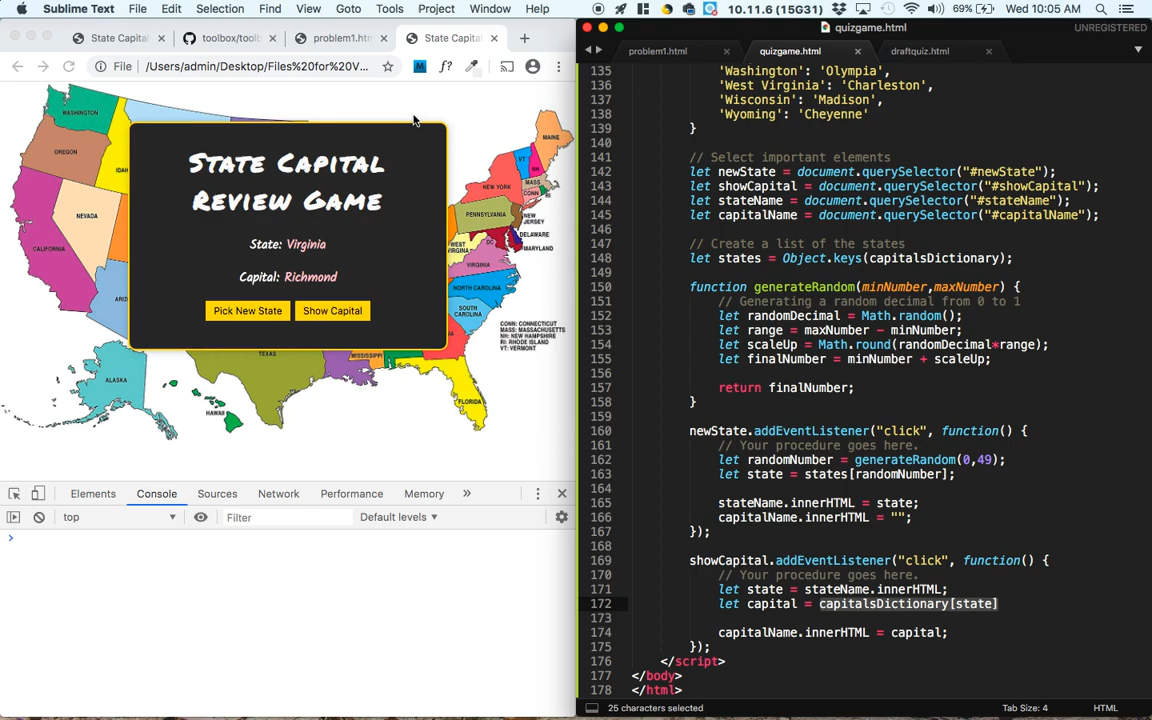 Sublime Text File Edit Selection Find View Goto Tools Project Window Help 10.11.6 (15G31) 69% Wed 10:05 AM
State Capital × toolbox/toolb × problem1.htm × State Capital × +
File /Users/admin/Desktop/Files%20for%20V...
WASHINGTON
OREGON
IDAH
NEVADA
CALIFORNIA
ARIZ
TEXAS
ALASKA
HAWAII
MISSISSIPPI
FLORIDA
SOUTH
CAROLINA
NORTH CAROLINA
VIRGINIA
WEST
VIRGINIA
DC
MARYLAND
DELAWARE
NEW
JERSEY
PENNSYLVANIA
NEW YORK
CONN
MASS
VT
NH
MAINE
CONN: CONNECTICUT
MASS: MASSACHUSETTS
NH: NEW HAMPSHIRE
RI: RHODE ISLAND
VT: VERMONT
State Capital
Review Game
State: Virginia
Capital: Richmond
Pick New State Show Capital
Elements Console Sources Network Performance Memory »
top Filter Default levels
quizgame.html UNREGISTERED
problem1.html × quizgame.html × draftquiz.html ×
135 'Washington': 'Olympia',
136 'West Virginia': 'Charleston',
137 'Wisconsin': 'Madison',
138 'Wyoming': 'Cheyenne'
139 }
140
141 // Select important elements
142 let newState = document.querySelector("#newState");
143 let showCapital = document.querySelector("#showCapital");
144 let stateName = document.querySelector("#stateName");
145 let capitalName = document.querySelector("#capitalName");
146
147 // Create a list of the states
148 let states = Object.keys(capitalsDictionary);
149
150 function generateRandom(minNumber,maxNumber) {
151 // Generating a random decimal from 0 to 1
152 let randomDecimal = Math.random();
153 let range = maxNumber - minNumber;
154 let scaleUp = Math.round(randomDecimal*range);
155 let finalNumber = minNumber + scaleUp;
156
157 return finalNumber;
158 }
159
160 newState.addEventListener("click", function() {
161 // Your procedure goes here.
162 let randomNumber = generateRandom(0,49);
163 let state = states[randomNumber];
164
165 stateName.innerHTML = state;
166 capitalName.innerHTML = "";
167 });
168
169 showCapital.addEventListener("click", function() {
170 // Your procedure goes here.
171 let state = stateName.innerHTML;
172 let capital = capitalsDictionary[state]
173
174 capitalName.innerHTML = capital;
175 });
176 </script>
177 </body>
178 </html>
25 characters selected Tab Size: 4 HTML